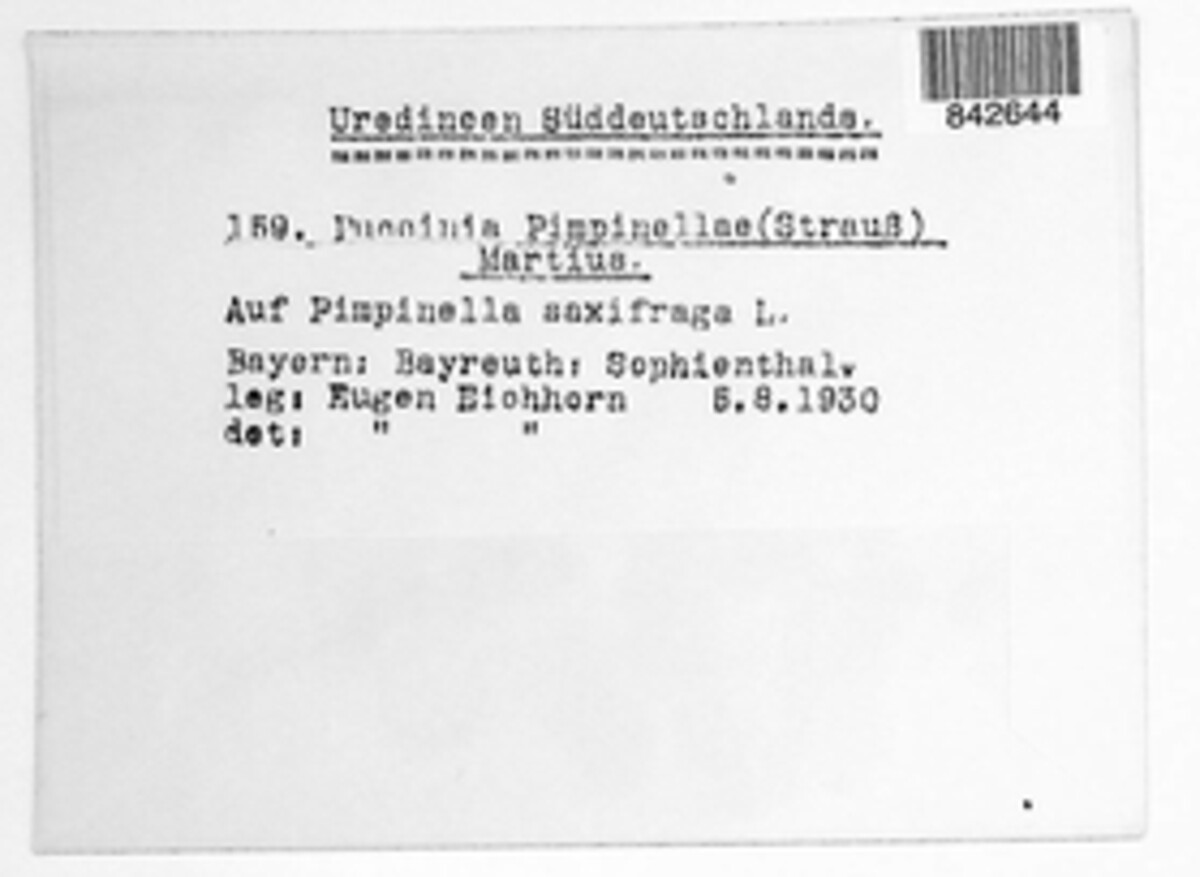 842644
Uredineen Süddeutschlands.
159. Puccinia Pimpinellae(Strauß)
Martius.
Auf Pimpinella saxifraga L.
Bayern: Bayreuth: Sophienthal.
leg: Eugen Eichhorn 5.8.1930
det: " "